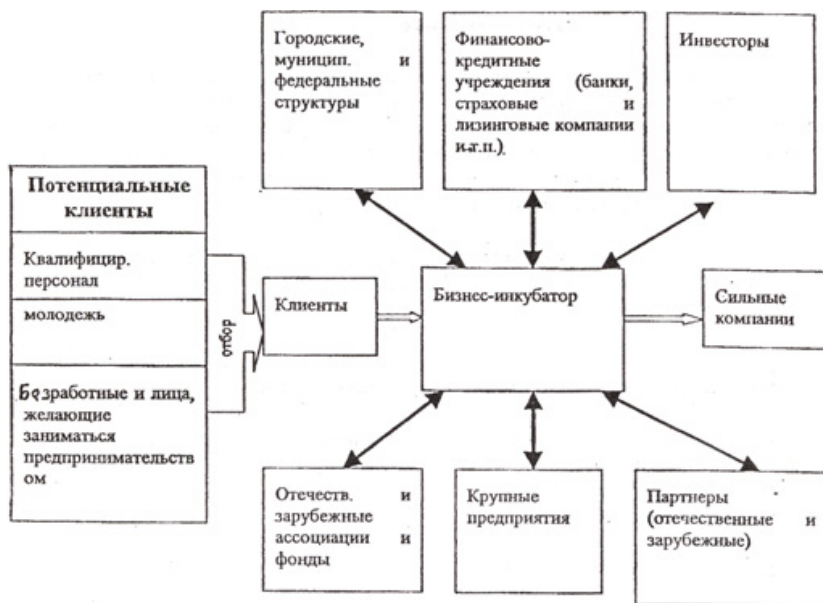 Городские,
муницип. и
федеральные
структуры
Финансово-
кредитные
учреждения (банки,
страховые и
лизинговые компании
и.т.п.)
Инвесторы
Потенциальные
клиенты
Квалифицир.
персонал
молодежь
Безработные и лица,
желающие
заниматься
предпринимательств
ом
отбор
Клиенты
Бизнес-инкубатор
Сильные
компании
Отечеств. и
зарубежные
ассоциации и
фонды
Крупные
предприятия
Партнеры
(отечественные и
зарубежные)